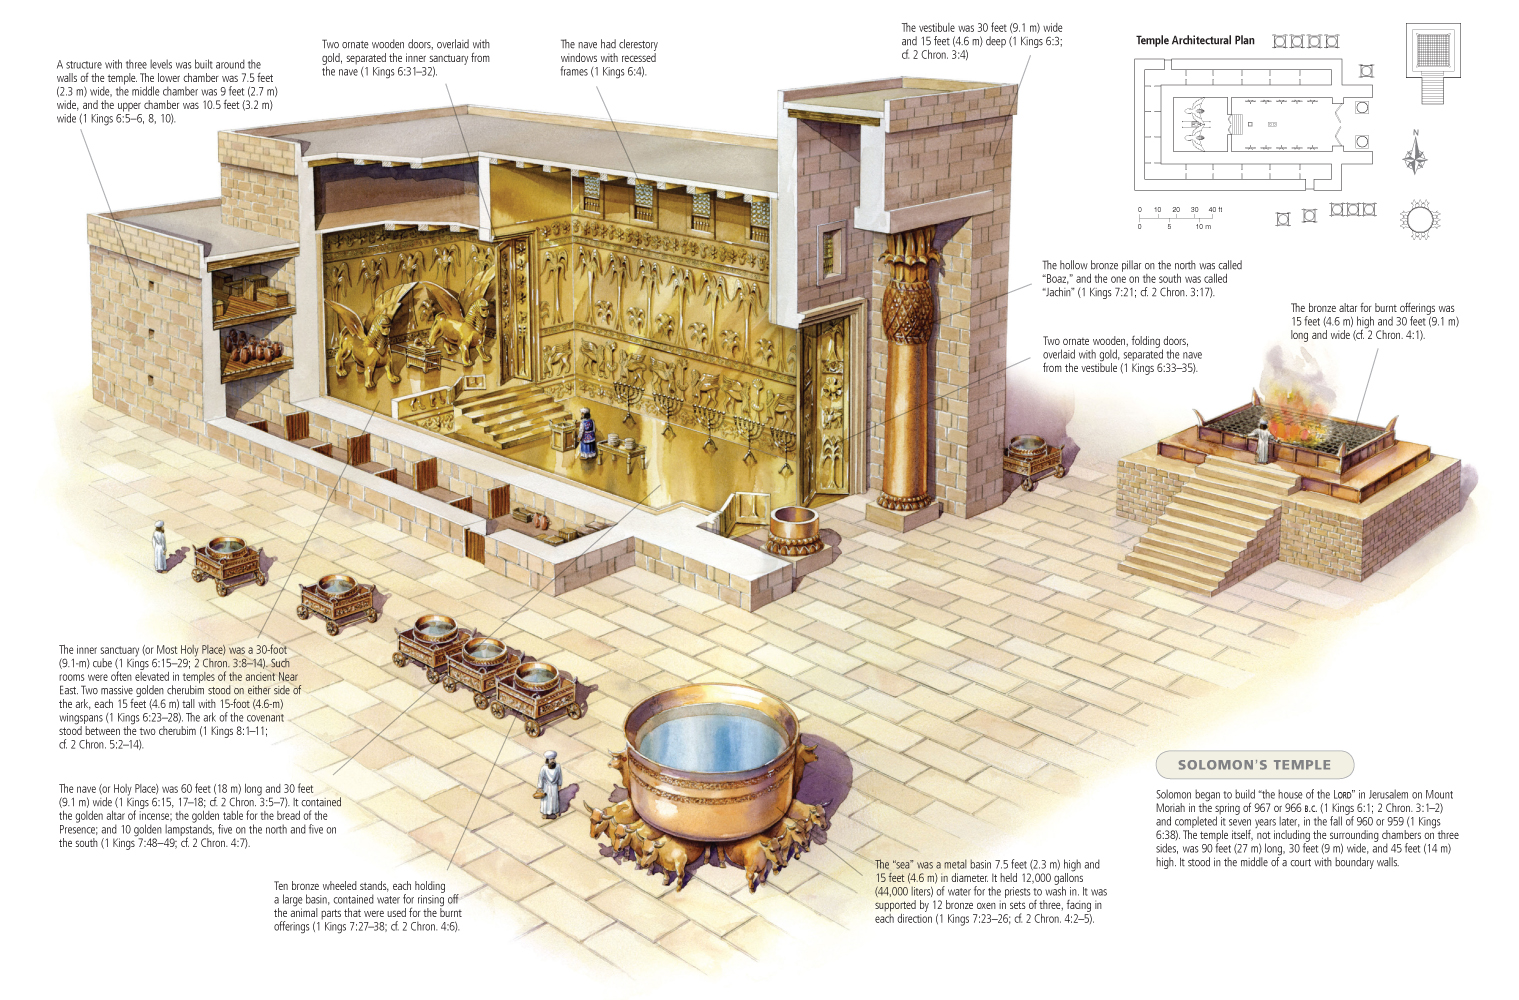 A structure with three levels was built around the
walls of the temple. The lower chamber was 7.5 feet
(2.3 m) wide, the middle chamber was 9 feet (2.7 m)
wide, and the upper chamber was 10.5 feet (3.2 m)
wide (1 Kings 6:5–6, 8, 10).
Two ornate wooden doors, overlaid with
gold, separated the inner sanctuary from
the nave (1 Kings 6:31–32).
The nave had clerestory
windows with recessed
frames (1 Kings 6:4).
The vestibule was 30 feet (9.1 m) wide
and 15 feet (4.6 m) deep (1 Kings 6:3;
cf. 2 Chron. 3:4)
Temple Architectural Plan
N
0 10 20 30 40 ft
0 5 10 m
The hollow bronze pillar on the north was called
“Boaz,” and the one on the south was called
“Jachin” (1 Kings 7:21; cf. 2 Chron. 3:17).
Two ornate wooden, folding doors,
overlaid with gold, separated the nave
from the vestibule (1 Kings 6:33–35).
The bronze altar for burnt offerings was
15 feet (4.6 m) high and 30 feet (9.1 m)
long and wide (cf. 2 Chron. 4:1).
The inner sanctuary (or Most Holy Place) was a 30-foot
(9.1-m) cube (1 Kings 6:15–29; 2 Chron. 3:8–14). Such
rooms were often elevated in temples of the ancient Near
East. Two massive golden cherubim stood on either side of
the ark, each 15 feet (4.6 m) tall with 15-foot (4.6-m)
wingspans (1 Kings 6:23–28). The ark of the covenant
stood between the two cherubim (1 Kings 8:1–11;
cf. 2 Chron. 5:2–14).
The nave (or Holy Place) was 60 feet (18 m) long and 30 feet
(9.1 m) wide (1 Kings 6:15, 17–18; cf. 2 Chron. 3:5–7). It contained
the golden altar of incense; the golden table for the bread of the
Presence; and 10 golden lampstands, five on the north and five on
the south (1 Kings 7:48–49; cf. 2 Chron. 4:7).
Ten bronze wheeled stands, each holding
a large basin, contained water for rinsing off
the animal parts that were used for the burnt
offerings (1 Kings 7:27–38; cf. 2 Chron. 4:6).
The “sea” was a metal basin 7.5 feet (2.3 m) high and
15 feet (4.6 m) in diameter. It held 12,000 gallons
(44,000 liters) of water for the priests to wash in. It was
supported by 12 bronze oxen in sets of three, facing in
each direction (1 Kings 7:23–26; cf. 2 Chron. 4:2–5).
SOLOMON'S TEMPLE
Solomon began to build “the house of the LORD” in Jerusalem on Mount
Moriah in the spring of 967 or 966 B.C. (1 Kings 6:1; 2 Chron. 3:1–2)
and completed it seven years later, in the fall of 960 or 959 (1 Kings
6:38). The temple itself, not including the surrounding chambers on three
sides, was 90 feet (27 m) long, 30 feet (9 m) wide, and 45 feet (14 m)
high. It stood in the middle of a court with boundary walls.